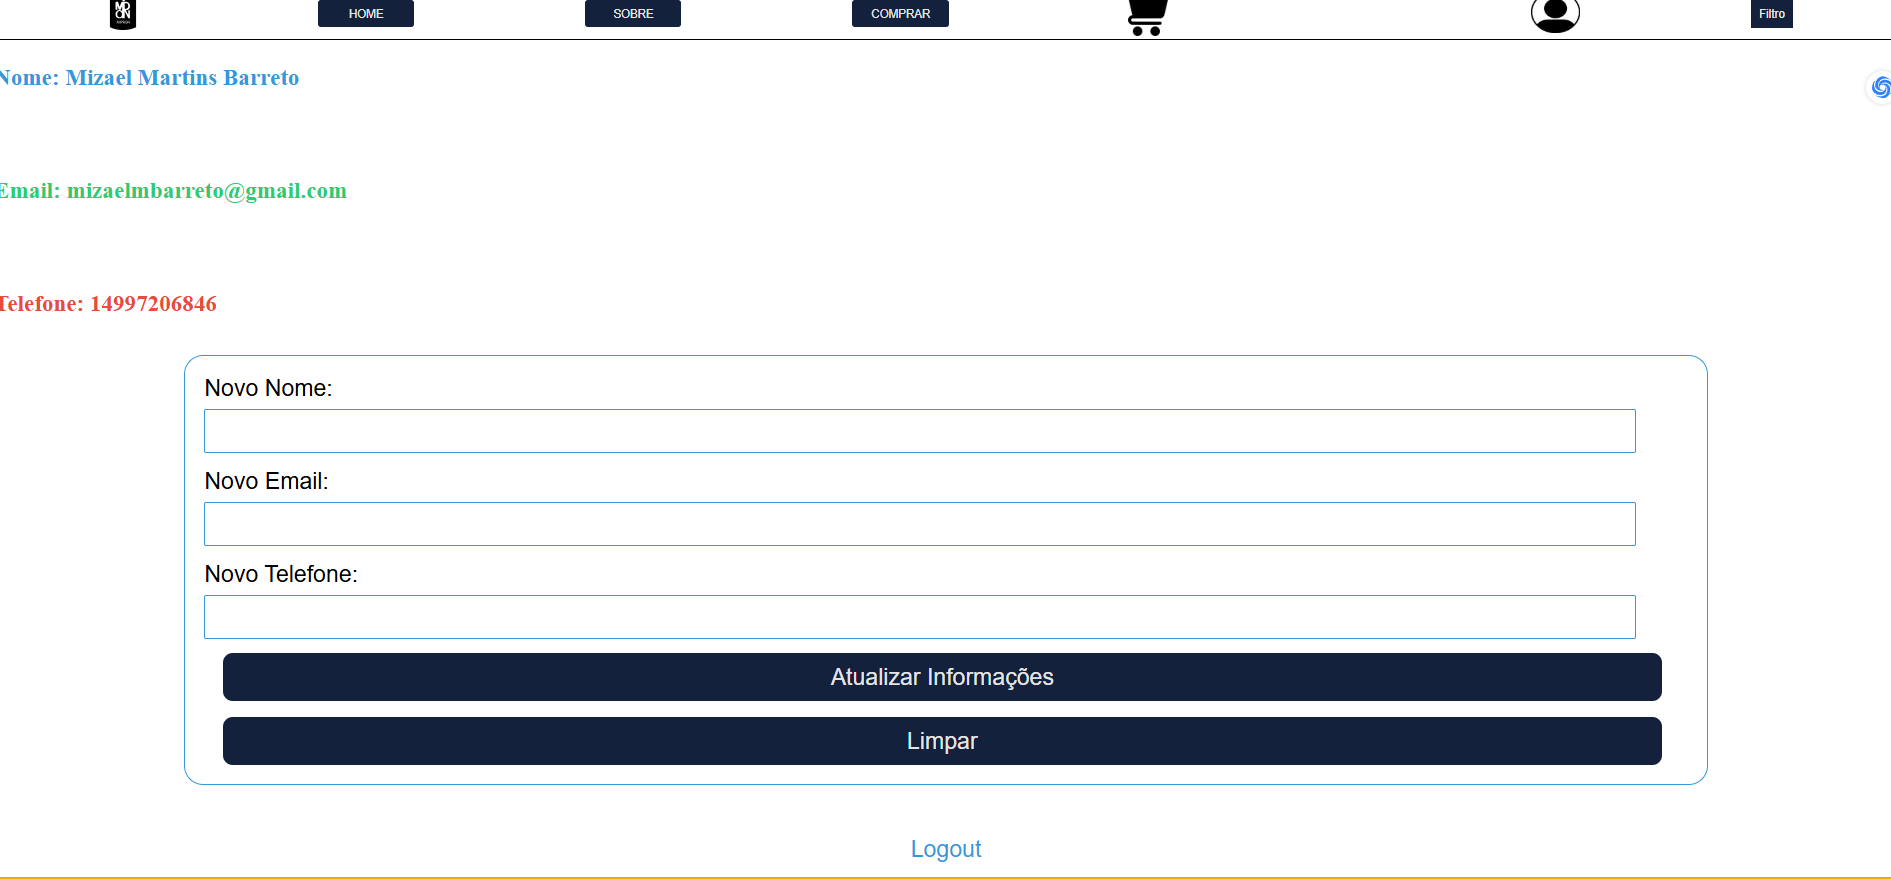 MOON
HOME
SOBRE
COMPRAR
Filtro
Nome: Mizael Martins Barreto
Email: mizaelmbarreto@gmail.com
Telefone: 14997206846
Novo Nome:
Novo Email:
Novo Telefone:
Atualizar Informações
Limpar
Logout